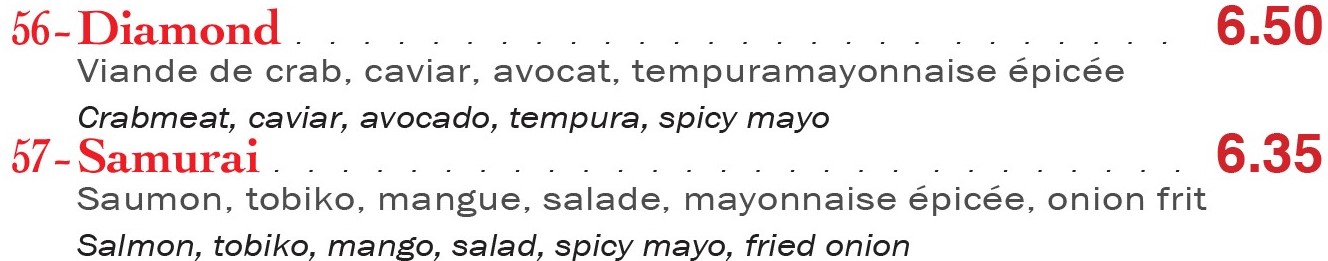 56-Diamond . . . . . . . . . . . . . . . . . . . . . . . . . . 6.50
Viande de crab, caviar, avocat, tempuramayonnaise épicée
Crabmeat, caviar, avocado, tempura, spicy mayo
57-Samurai . . . . . . . . . . . . . . . . . . . . . . . . . . . 6.35
Saumon, tobiko, mangue, salade, mayonnaise épicée, onion frit
Salmon, tobiko, mango, salad, spicy mayo, fried onion